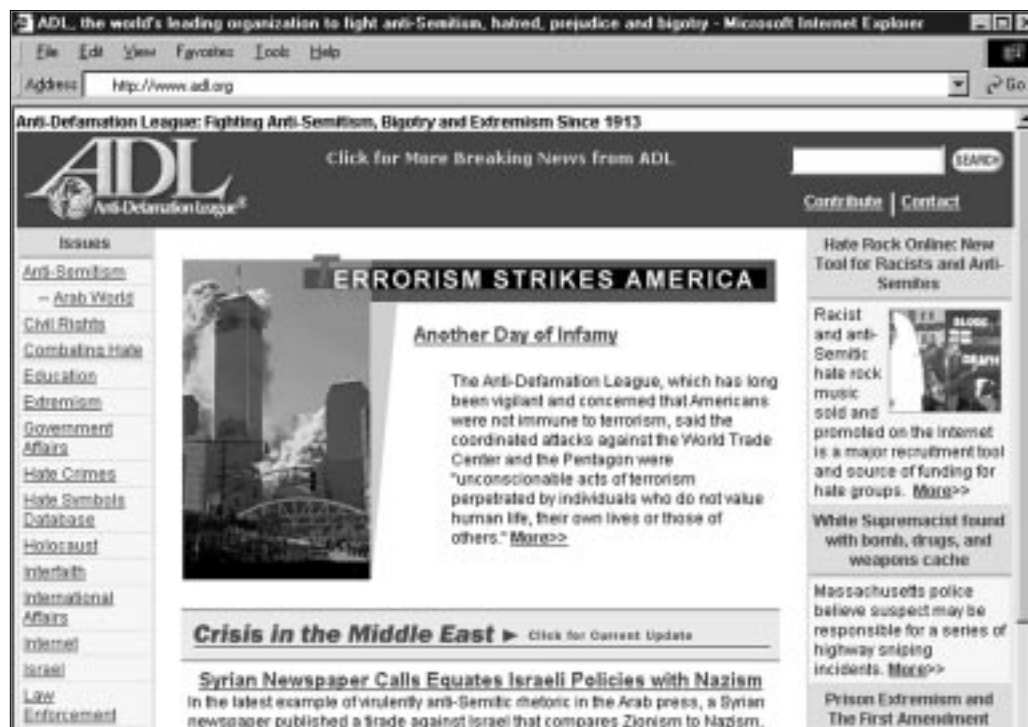 ADL, the world's leading organization to fight anti-Semitism, hatred, prejudice and bigotry - Microsoft Internet Explorer
File Edit View Favorites Tools Help
Address http://www.adl.org Go
Anti-Defamation League: Fighting Anti-Semitism, Bigotry and Extremism Since 1913
ADL
Anti-Defamation League®
Click for More Breaking News from ADL
SEARCH
Contribute | Contact
Issues
Anti-Semitism
– Arab World
Civil Rights
Combating Hate
Education
Extremism
Government
Affairs
Hate Crimes
Hate Symbols
Database
Holocaust
Interfaith
International
Affairs
Internet
Israel
Law
Enforcement
TERRORISM STRIKES AMERICA
Another Day of Infamy
The Anti-Defamation League, which has long
been vigilant and concerned that Americans
were not immune to terrorism, said the
coordinated attacks against the World Trade
Center and the Pentagon were
"unconscionable acts of terrorism
perpetrated by individuals who do not value
human life, their own lives or those of
others." More>>
Crisis in the Middle East ► Click for Current Update
Syrian Newspaper Calls Equates Israeli Policies with Nazism
In the latest example of virulently anti-Semitic rhetoric in the Arab press, a Syrian
newspaper published a tirade against Israel that compares Zionism to Nazism.
Hate Rock Online: New
Tool for Racists and Anti-
Semites
Racist
and anti-
Semitic
hate rock
music
sold and
promoted on the Internet
is a major recruitment tool
and source of funding for
hate groups. More>>
White Supremacist found
with bomb, drugs, and
weapons cache
Massachusetts police
believe suspect may be
responsible for a series of
highway sniping
incidents. More>>
Prison Extremism and
The First Amendment